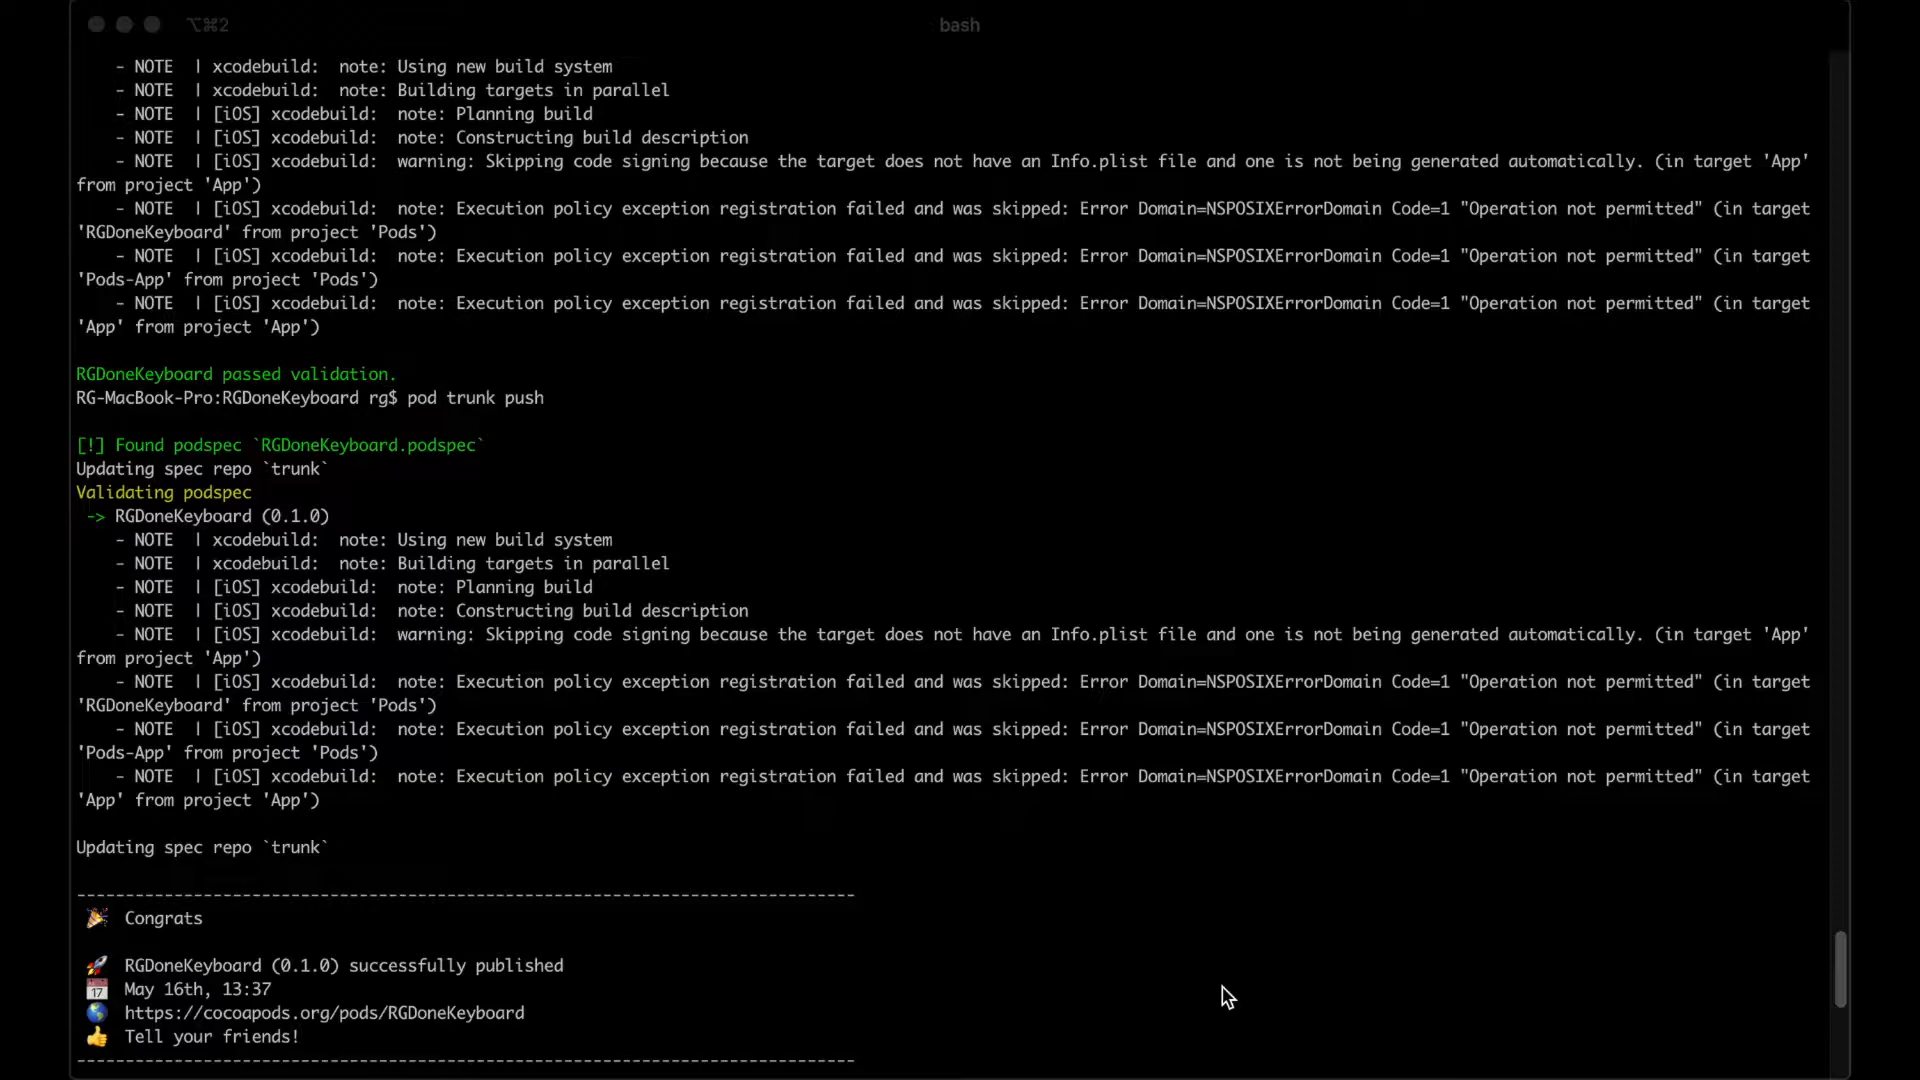 ⌥⌘2
bash
- NOTE  | xcodebuild:  note: Using new build system
- NOTE  | xcodebuild:  note: Building targets in parallel
- NOTE  | [iOS] xcodebuild:  note: Planning build
- NOTE  | [iOS] xcodebuild:  note: Constructing build description
- NOTE  | [iOS] xcodebuild:  warning: Skipping code signing because the target does not have an Info.plist file and one is not being generated automatically. (in target 'App'
from project 'App')
- NOTE  | [iOS] xcodebuild:  note: Execution policy exception registration failed and was skipped: Error Domain=NSPOSIXErrorDomain Code=1 "Operation not permitted" (in target
'RGDoneKeyboard' from project 'Pods')
- NOTE  | [iOS] xcodebuild:  note: Execution policy exception registration failed and was skipped: Error Domain=NSPOSIXErrorDomain Code=1 "Operation not permitted" (in target
'Pods-App' from project 'Pods')
- NOTE  | [iOS] xcodebuild:  note: Execution policy exception registration failed and was skipped: Error Domain=NSPOSIXErrorDomain Code=1 "Operation not permitted" (in target
'App' from project 'App')
RGDoneKeyboard passed validation.
RG-MacBook-Pro:RGDoneKeyboard rg$ pod trunk push
[!] Found podspec `RGDoneKeyboard.podspec`
Updating spec repo `trunk`
Validating podspec
-> RGDoneKeyboard (0.1.0)
- NOTE  | xcodebuild:  note: Using new build system
- NOTE  | xcodebuild:  note: Building targets in parallel
- NOTE  | [iOS] xcodebuild:  note: Planning build
- NOTE  | [iOS] xcodebuild:  note: Constructing build description
- NOTE  | [iOS] xcodebuild:  warning: Skipping code signing because the target does not have an Info.plist file and one is not being generated automatically. (in target 'App'
from project 'App')
- NOTE  | [iOS] xcodebuild:  note: Execution policy exception registration failed and was skipped: Error Domain=NSPOSIXErrorDomain Code=1 "Operation not permitted" (in target
'RGDoneKeyboard' from project 'Pods')
- NOTE  | [iOS] xcodebuild:  note: Execution policy exception registration failed and was skipped: Error Domain=NSPOSIXErrorDomain Code=1 "Operation not permitted" (in target
'Pods-App' from project 'Pods')
- NOTE  | [iOS] xcodebuild:  note: Execution policy exception registration failed and was skipped: Error Domain=NSPOSIXErrorDomain Code=1 "Operation not permitted" (in target
'App' from project 'App')
Updating spec repo `trunk`
--------------------------------------------------------------------------------
🎉  Congrats
🚀  RGDoneKeyboard (0.1.0) successfully published
📅  May 16th, 13:37
🌎  https://cocoapods.org/pods/RGDoneKeyboard
👍  Tell your friends!
--------------------------------------------------------------------------------